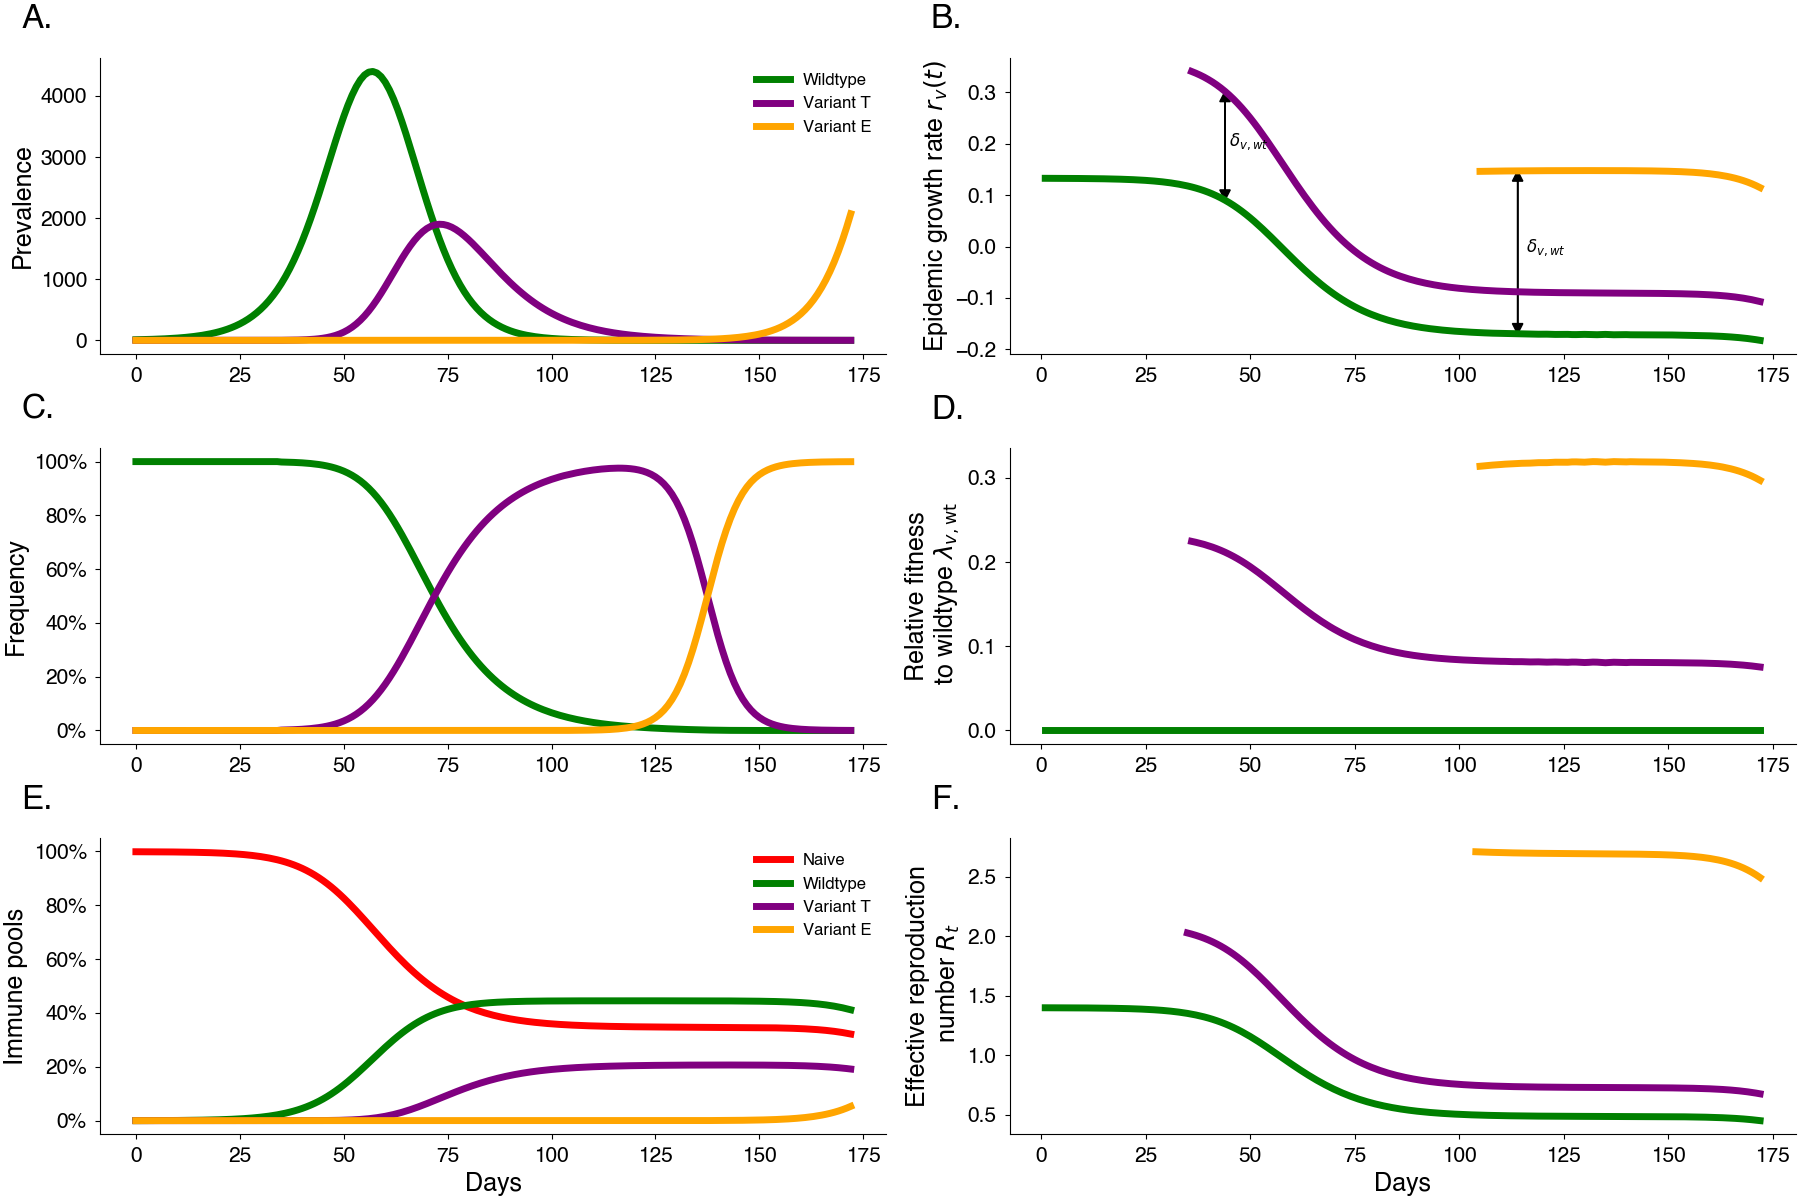 A.
Prevalence
4000
3000
2000
1000
0
0 25 50 75 100 125 150 175
Wildtype
Variant T
Variant E
B.
Epidemic growth rate r_v(t)
0.3
0.2
0.1
0.0
−0.1
−0.2
0 25 50 75 100 125 150 175
δ_{v,wt}
δ_{v,wt}
C.
Frequency
100%
80%
60%
40%
20%
0%
0 25 50 75 100 125 150 175
D.
Relative fitness
to wildtype λ_{v,wt}
0.3
0.2
0.1
0.0
0 25 50 75 100 125 150 175
E.
Immune pools
100%
80%
60%
40%
20%
0%
0 25 50 75 100 125 150 175
Days
Naive
Wildtype
Variant T
Variant E
F.
Effective reproduction
number R_t
2.5
2.0
1.5
1.0
0.5
0 25 50 75 100 125 150 175
Days